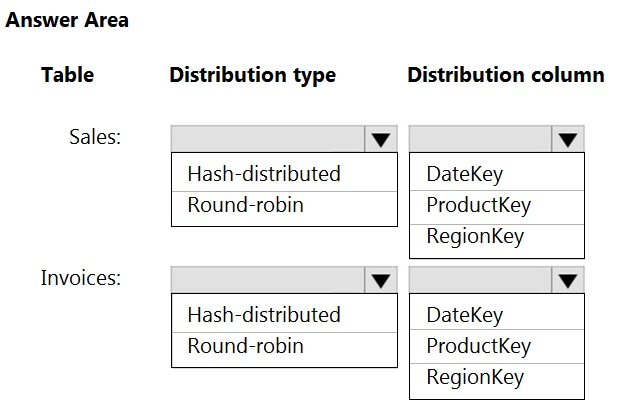 Answer Area
Table Distribution type Distribution column
Sales:
Hash-distributed DateKey
Round-robin ProductKey
RegionKey
Invoices:
Hash-distributed DateKey
Round-robin ProductKey
RegionKey